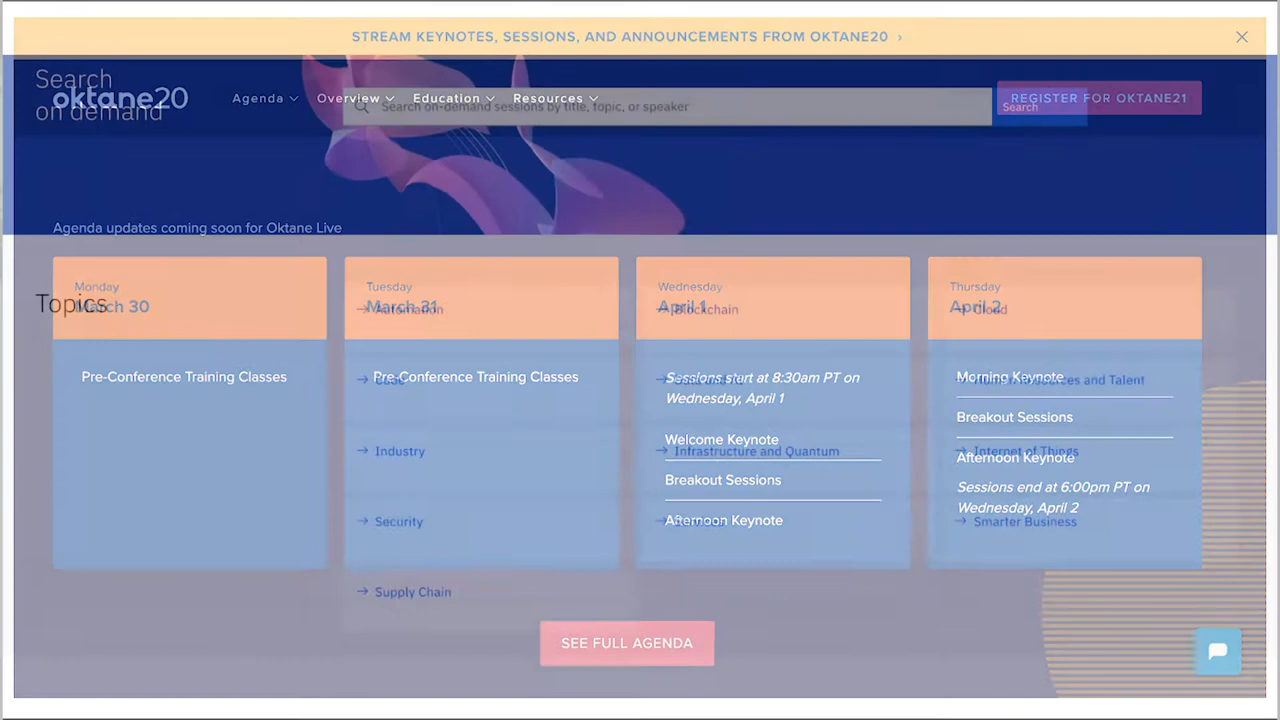 STREAM KEYNOTES, SESSIONS, AND ANNOUNCEMENTS FROM OKTANE20 ›
Search
on demand
oktane20
Agenda
Overview
Education
Resources
REGISTER FOR OKTANE21
Search on-demand sessions by title, topic, or speaker
Search
Agenda updates coming soon for Oktane Live
Topics
Monday
March 30
Pre-Conference Training Classes
Tuesday
March 31
Pre-Conference Training Classes
Wednesday
April 1
Sessions start at 8:30am PT on
Wednesday, April 1
Welcome Keynote
Breakout Sessions
Afternoon Keynote
Thursday
April 2
Morning Keynote
Breakout Sessions
Afternoon Keynote
Sessions end at 6:00pm PT on
Wednesday, April 2
→ Automation
→ Blockchain
→ Cloud
Resources and Talent
→ Industry
→ Infrastructure and Quantum
→ Internet of Things
→ Security
→ Smarter Business
→ Supply Chain
SEE FULL AGENDA